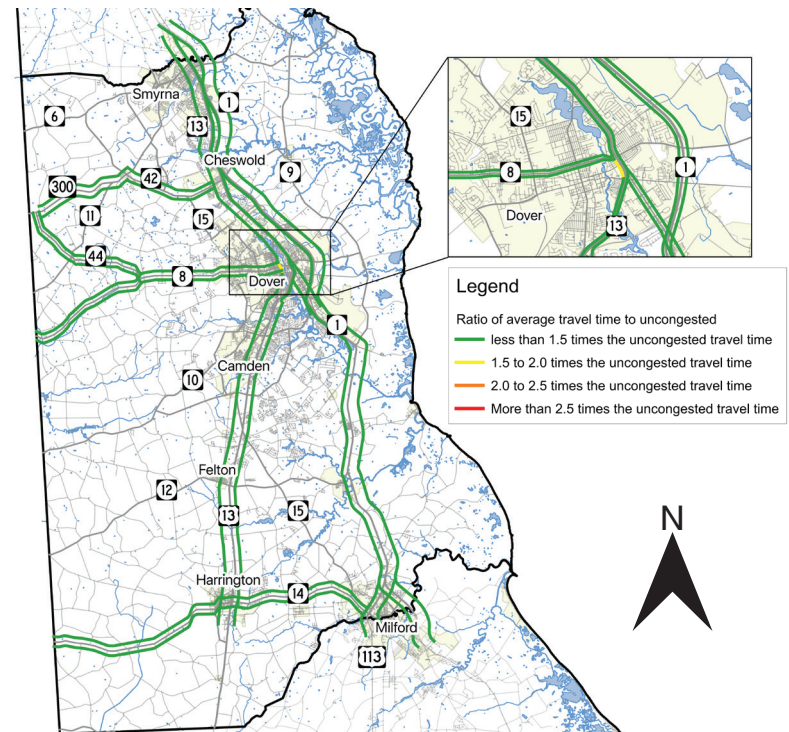 Smyrna
1
6
13
Cheswold
9
300
42
11
15
44
8
Dover
1
Camden
10
Felton
12
13
15
Harrington
14
Milford
113
15
8
1
Dover
13
Legend
Ratio of average travel time to uncongested
less than 1.5 times the uncongested travel time
1.5 to 2.0 times the uncongested travel time
2.0 to 2.5 times the uncongested travel time
More than 2.5 times the uncongested travel time
N